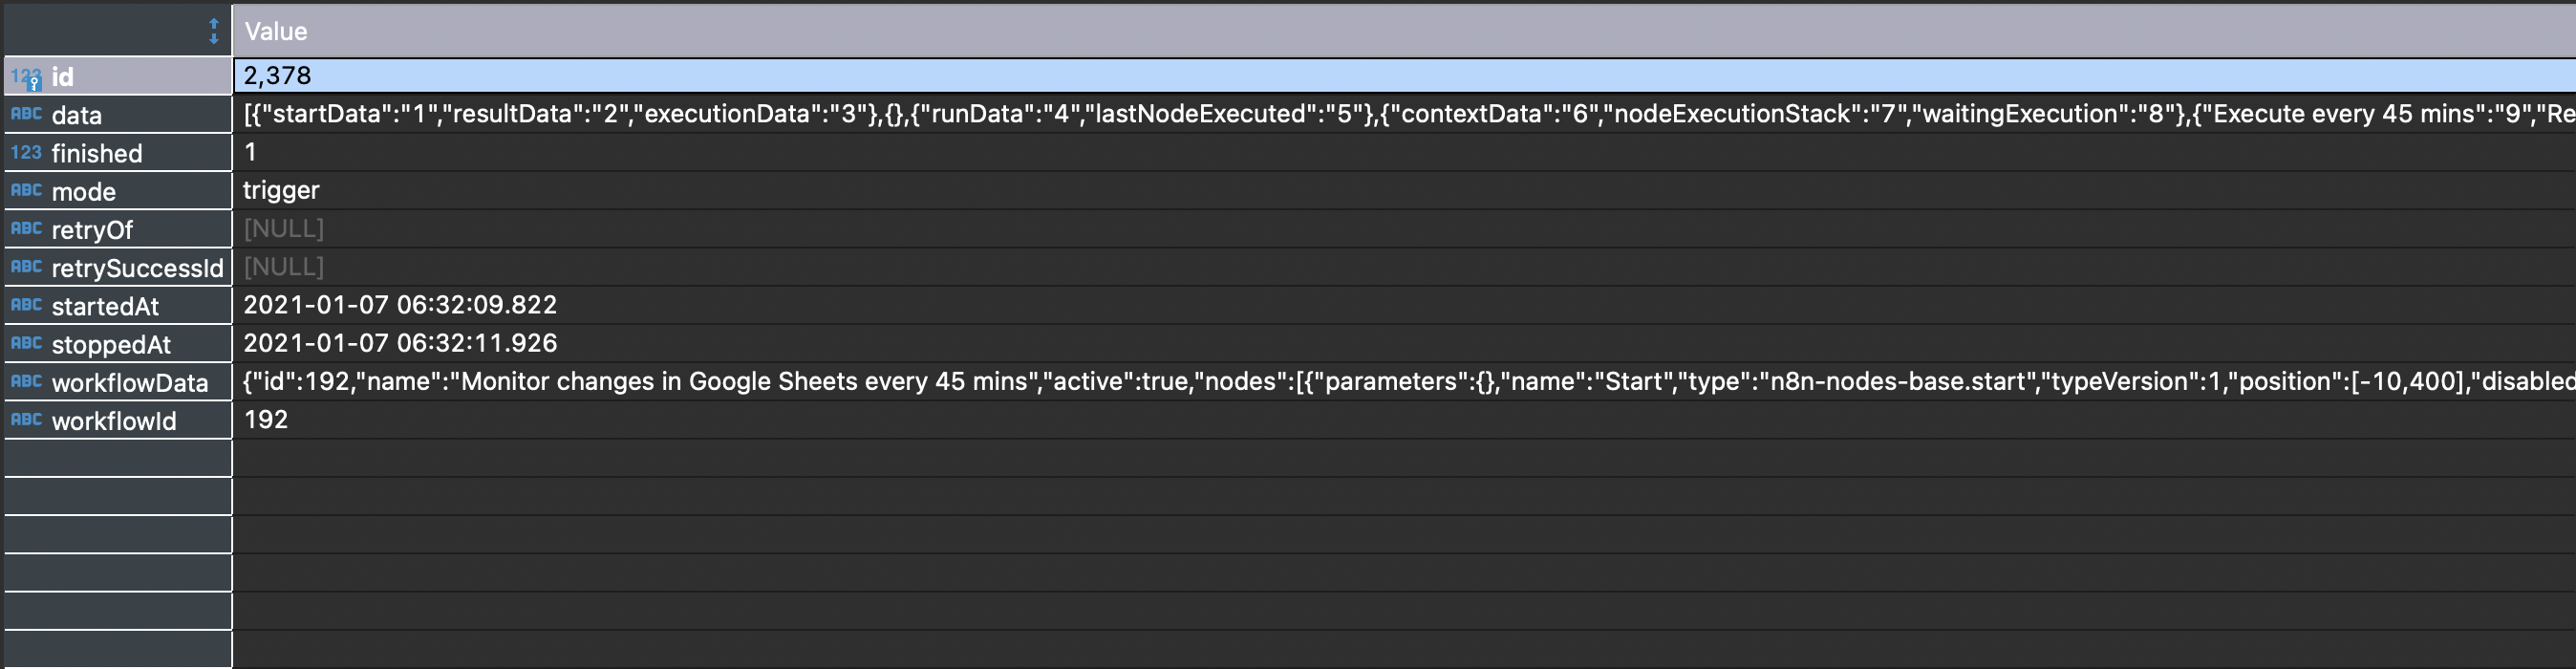 Value
123 id 2,378
ABC data [{"startData":"1","resultData":"2","executionData":"3"},{},{"runData":"4","lastNodeExecuted":"5"},{"contextData":"6","nodeExecutionStack":"7","waitingExecution":"8"},{"Execute every 45 mins":"9","Re
123 finished 1
ABC mode trigger
ABC retryOf [NULL]
ABC retrySuccessId [NULL]
ABC startedAt 2021-01-07 06:32:09.822
ABC stoppedAt 2021-01-07 06:32:11.926
ABC workflowData {"id":192,"name":"Monitor changes in Google Sheets every 45 mins","active":true,"nodes":[{"parameters":{},"name":"Start","type":"n8n-nodes-base.start","typeVersion":1,"position":[-10,400],"disabled
ABC workflowId 192